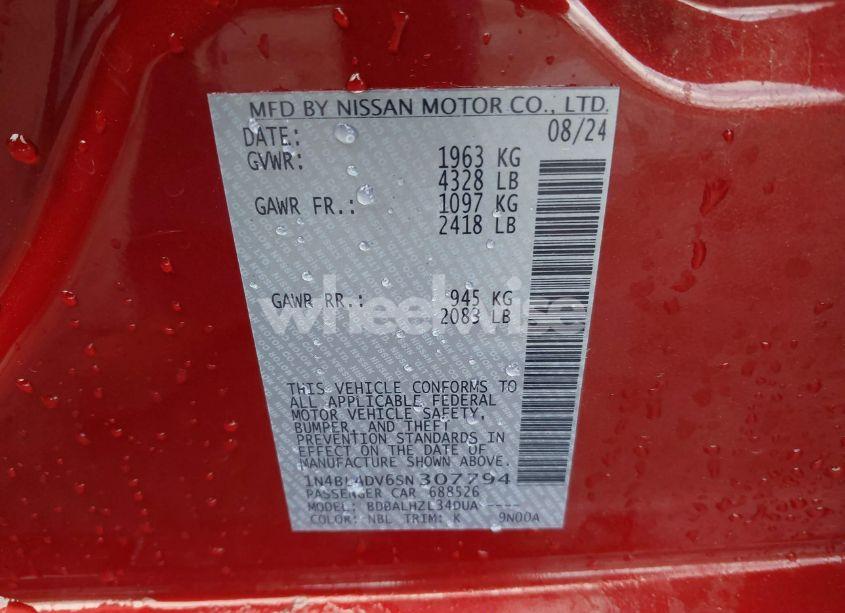 MFD BY NISSAN MOTOR CO., LTD.
DATE: 08/24
GVWR: 1963 KG
4328 LB
GAWR FR.: 1097 KG
2418 LB
GAWR RR.: 945 KG
2083 LB
wheelwise
THIS VEHICLE CONFORMS TO
ALL APPLICABLE FEDERAL
MOTOR VEHICLE SAFETY,
BUMPER, AND THEFT
PREVENTION STANDARDS IN
EFFECT ON THE DATE OF
MANUFACTURE SHOWN ABOVE.
1N4BL4DV6SN307794
PASSENGER CAR 688526
MODEL: BDBALHZL34DUA ----
COLOR: NBL TRIM: K 9N00A